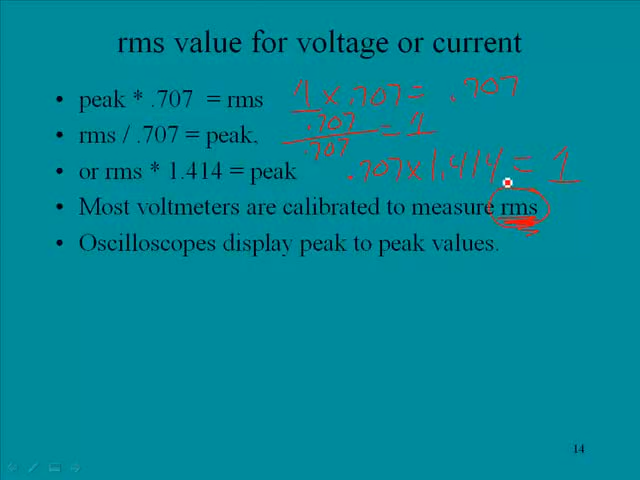 rms value for voltage or current
• peak * .707 = rms 1 x .707 = .707
• rms / .707 = peak, .707 / .707 = 1
• or rms * 1.414 = peak .707 x 1.414 = 1
• Most voltmeters are calibrated to measure rms
• Oscilloscopes display peak to peak values.
14